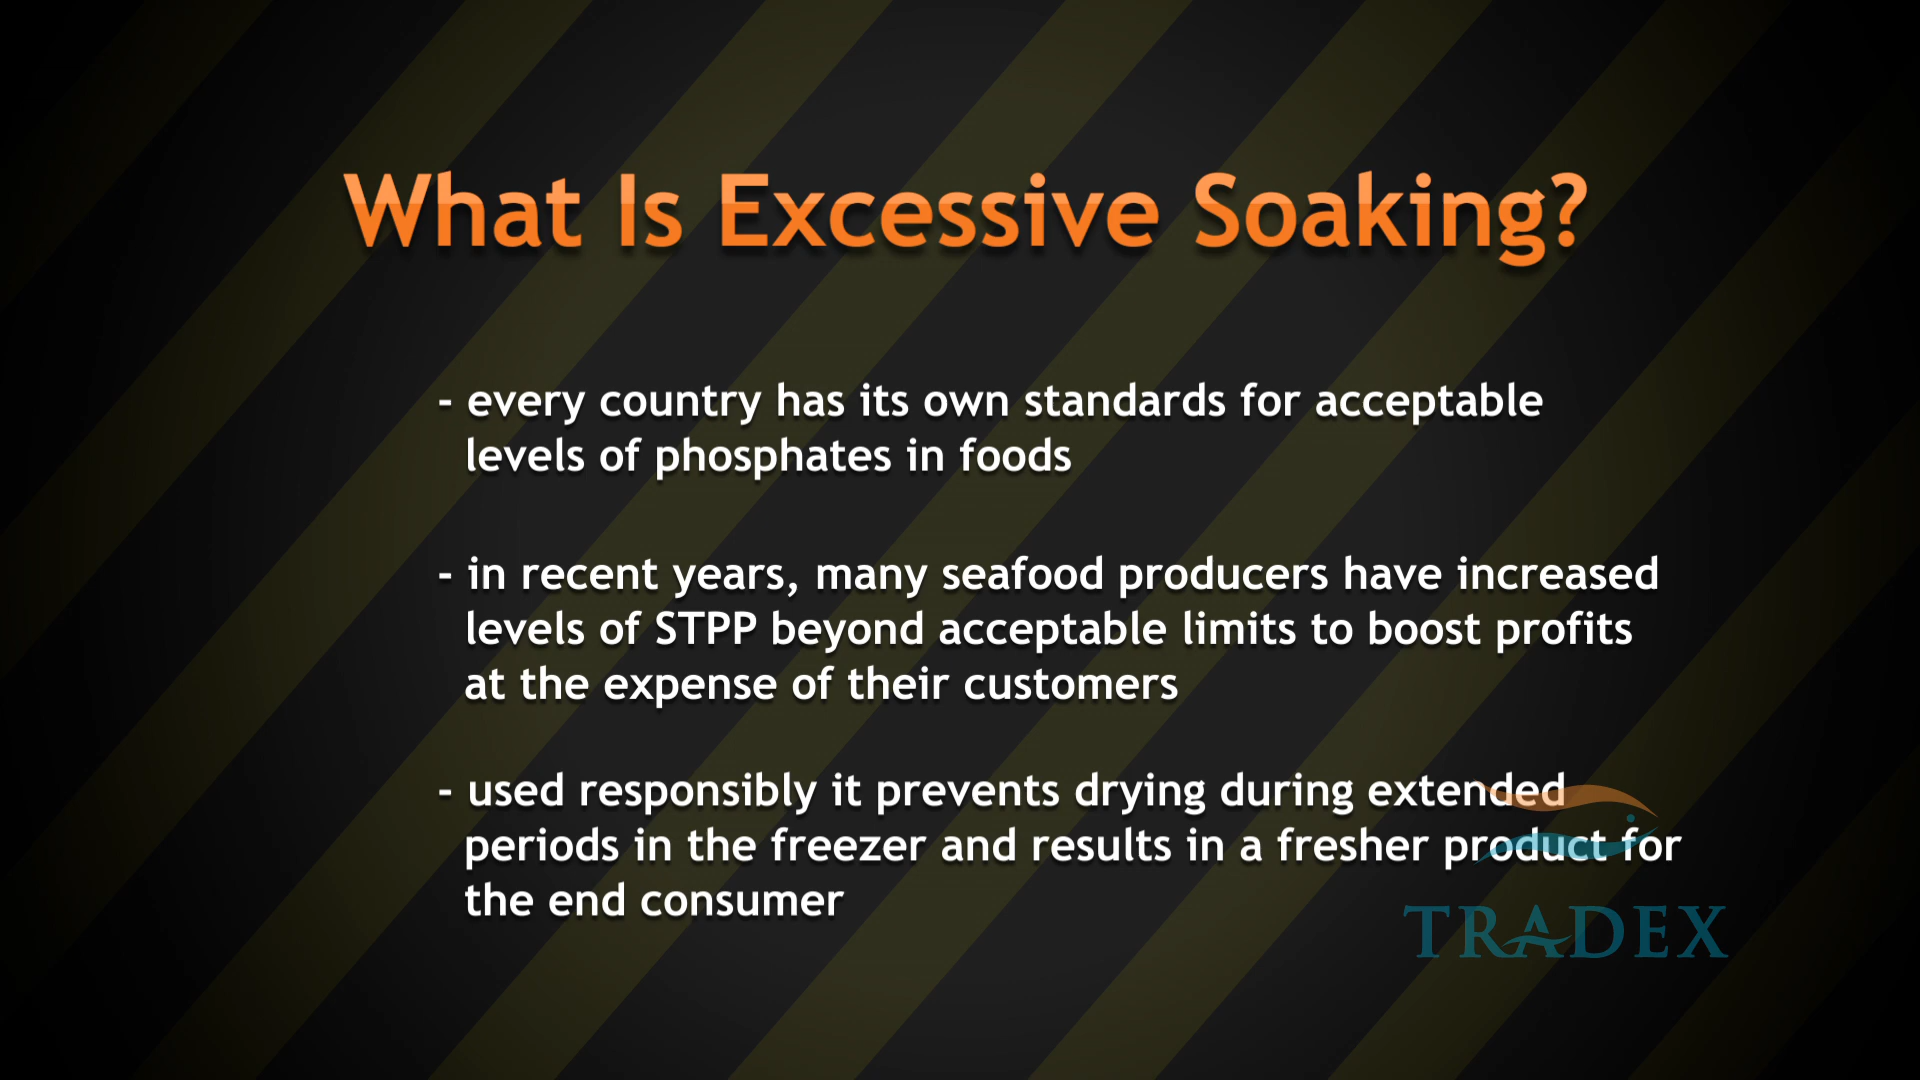 What Is Excessive Soaking?
- every country has its own standards for acceptable
levels of phosphates in foods
- in recent years, many seafood producers have increased
levels of STPP beyond acceptable limits to boost profits
at the expense of their customers
- used responsibly it prevents drying during extended
periods in the freezer and results in a fresher product for
the end consumer
TRADEX